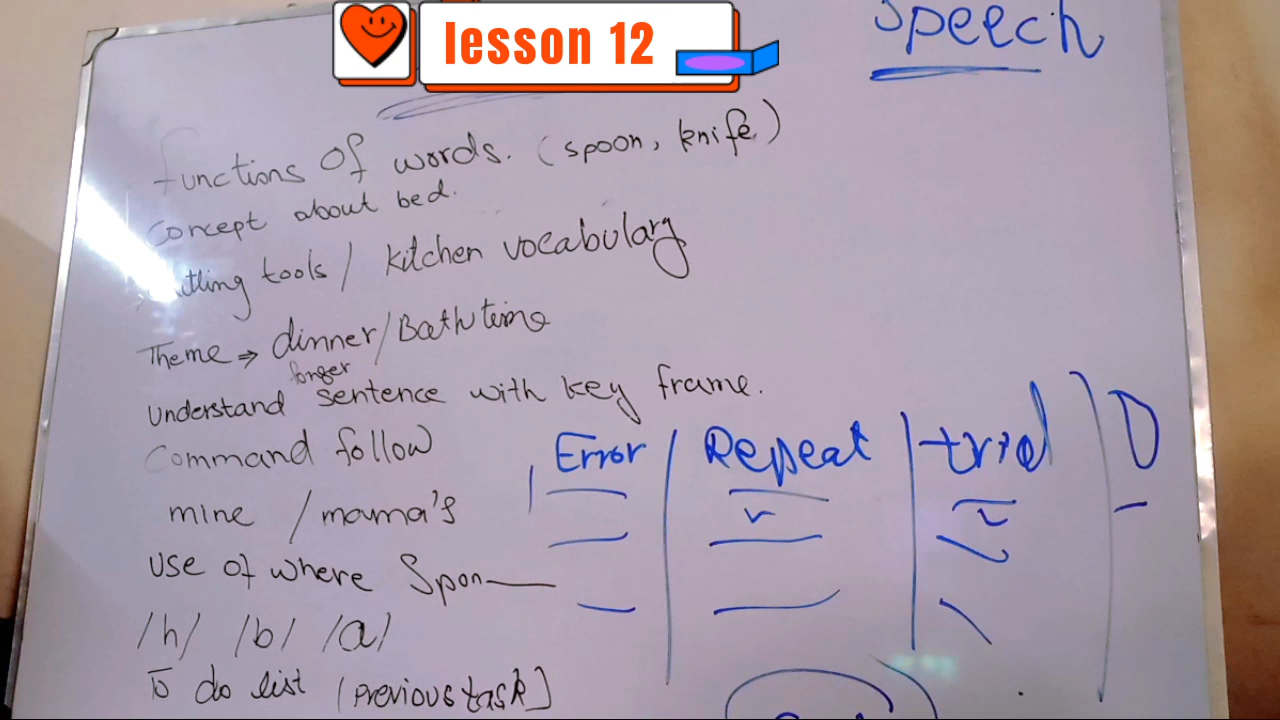 lesson 12
Speech
functions of words. (spoon, knife)
concept about bed.
tools / kitchen vocabulary
Theme ⇒ dinner/Bath time
longer
understand sentence with key frame.
Command follow
mine / mama's
use of where Spon
/h/ /b/ /a/
To do list (previous task]
Error | Repeat | trial | D